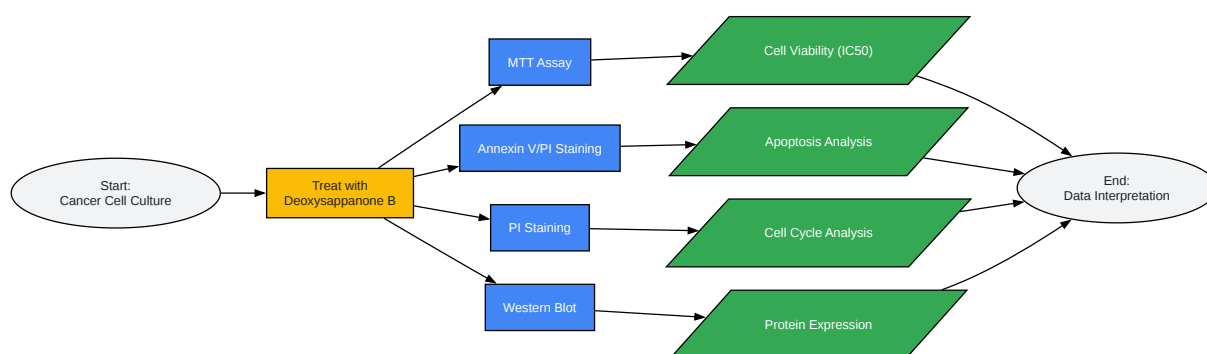 Start:
Cancer Cell Culture
Treat with
Deoxysappanone B
MTT Assay
Cell Viability (IC50)
Annexin V/PI Staining
Apoptosis Analysis
PI Staining
Cell Cycle Analysis
Western Blot
Protein Expression
End:
Data Interpretation